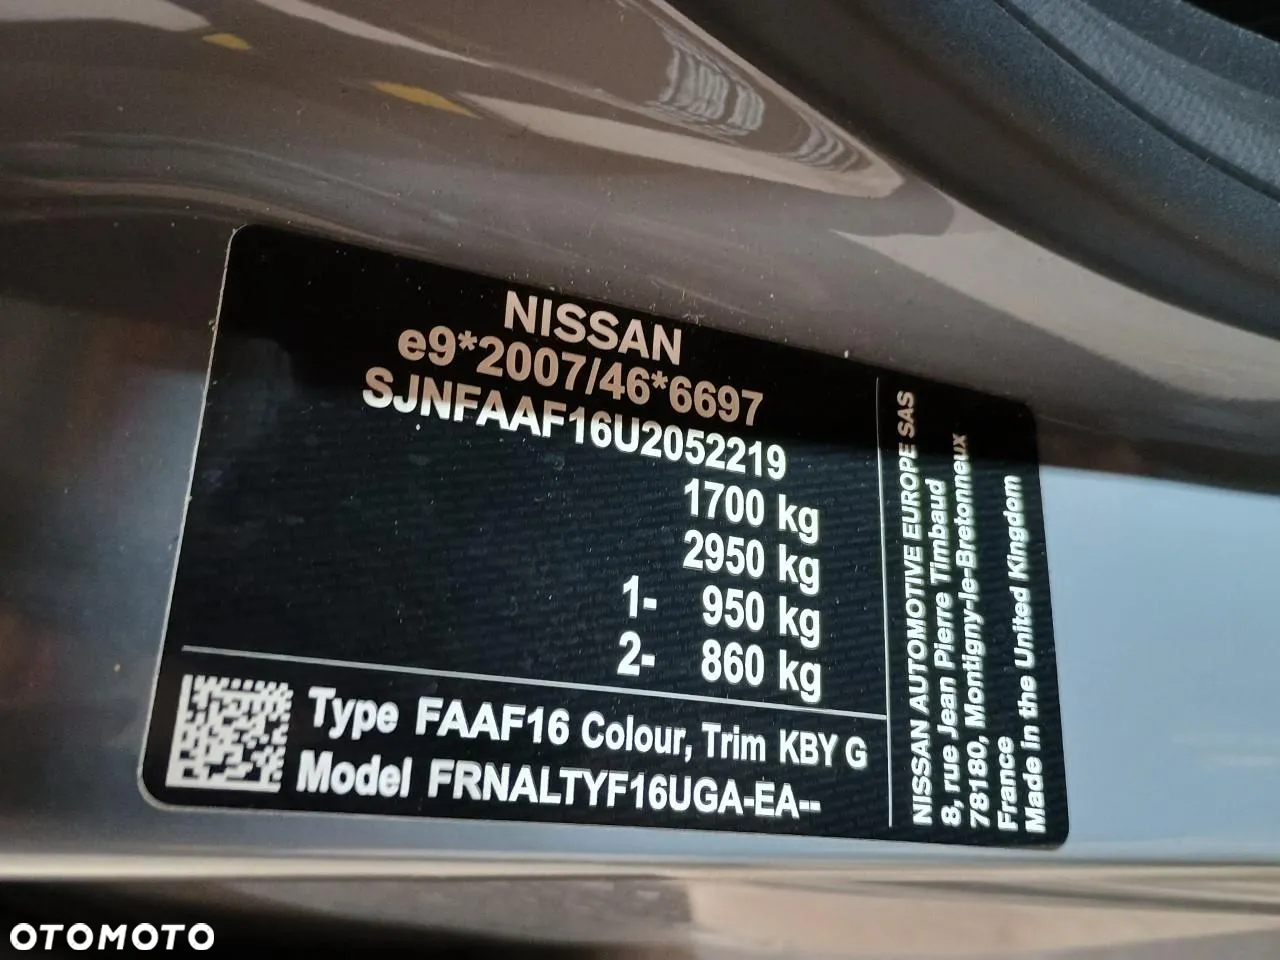 NISSAN
e9*2007/46*6697
SJNFAAF16U2052219
1700 kg
2950 kg
1- 950 kg
2- 860 kg
Type FAAF16 Colour, Trim KBY G
Model FRNALTYF16UGA-EA--
NISSAN AUTOMOTIVE EUROPE SAS
8, rue Jean Pierre Timbaud
78180, Montigny-le-Bretonneux
France
Made in the United Kingdom
OTOMOTO